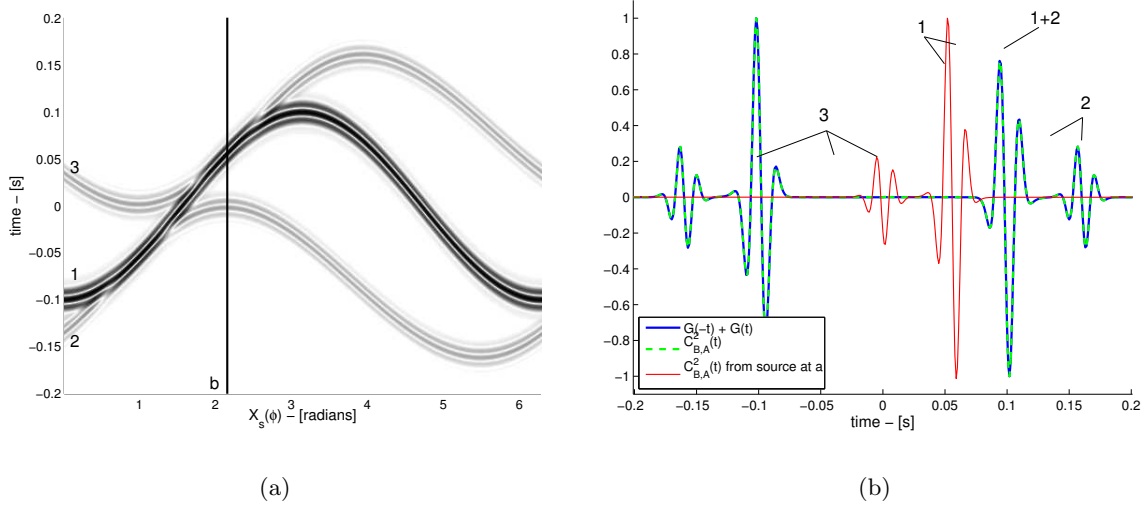 0.2
0.15
0.1
0.05
0
−0.05
−0.1
−0.15
−0.2
time − [s]
3
1
2
b
1 2 3 4 5 6
X_s(ϕ) − [radians]
(a)
1
0.8
0.6
0.4
0.2
0
−0.2
−0.4
−0.6
−0.8
−1
1
1+2
3
2
G(−t) + G(t)
C²_B,A(t)
C²_B,A(t) from source at a
−0.2 −0.15 −0.1 −0.05 0 0.05 0.1 0.15 0.2
time − [s]
(b)